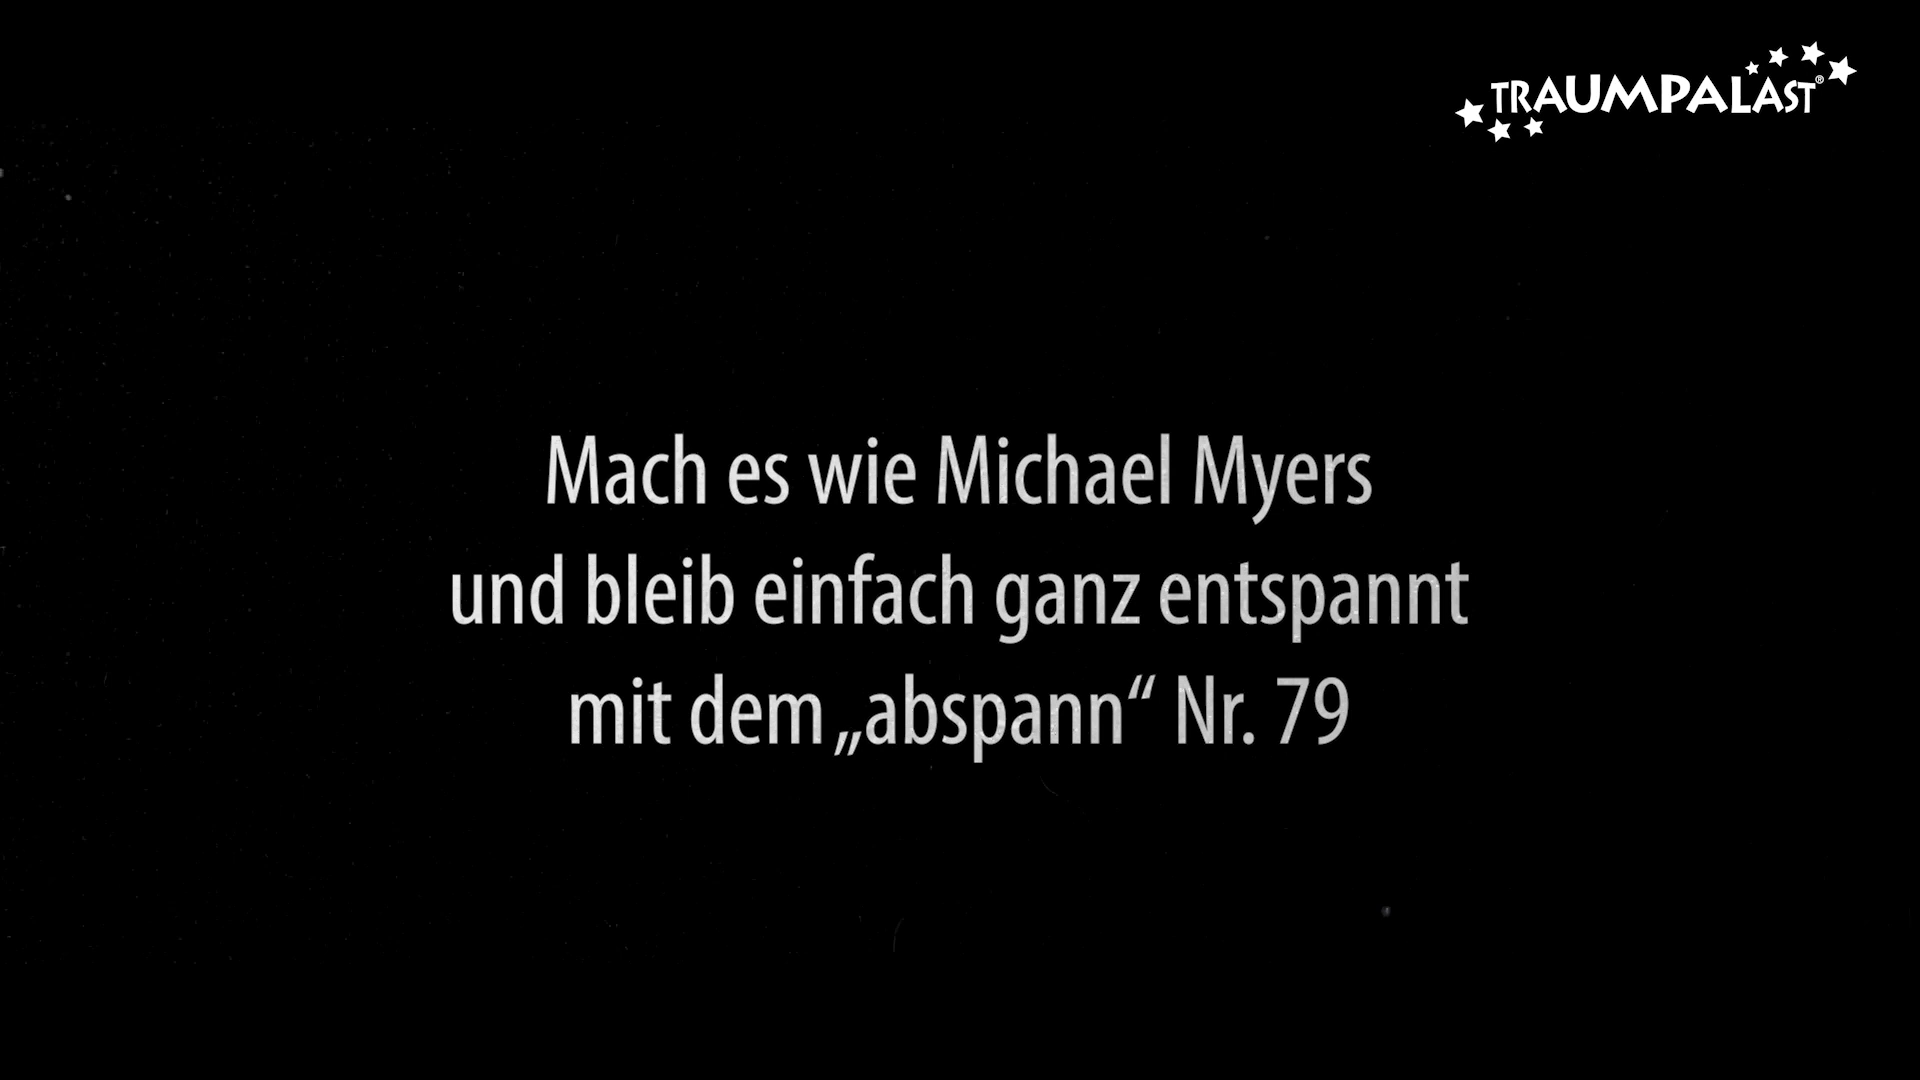 TRAUMPALAST®
Mach es wie Michael Myers
und bleib einfach ganz entspannt
mit dem „abspann“ Nr. 79